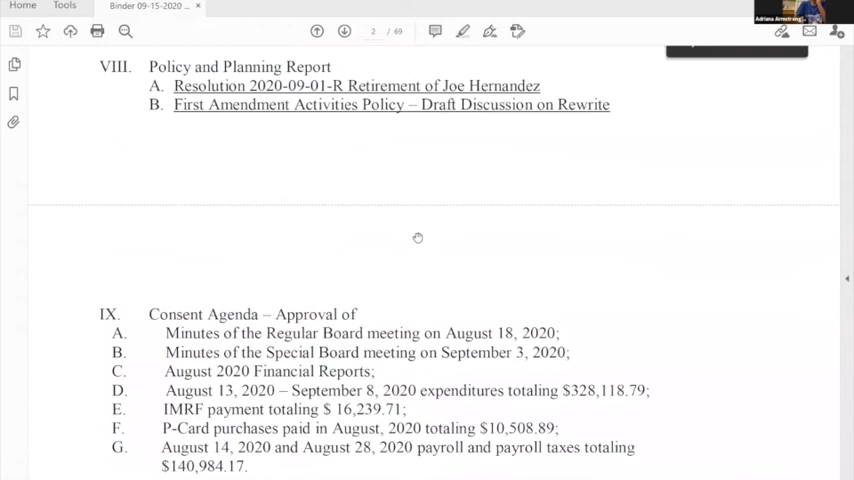 Home Tools Binder 09-15-2020 ... ×
2 / 69
Adriana Armstrong
VIII. Policy and Planning Report
A. Resolution 2020-09-01-R Retirement of Joe Hernandez
B. First Amendment Activities Policy – Draft Discussion on Rewrite
IX. Consent Agenda – Approval of
A. Minutes of the Regular Board meeting on August 18, 2020;
B. Minutes of the Special Board meeting on September 3, 2020;
C. August 2020 Financial Reports;
D. August 13, 2020 – September 8, 2020 expenditures totaling $328,118.79;
E. IMRF payment totaling $ 16,239.71;
F. P-Card purchases paid in August, 2020 totaling $10,508.89;
G. August 14, 2020 and August 28, 2020 payroll and payroll taxes totaling
$140,984.17.